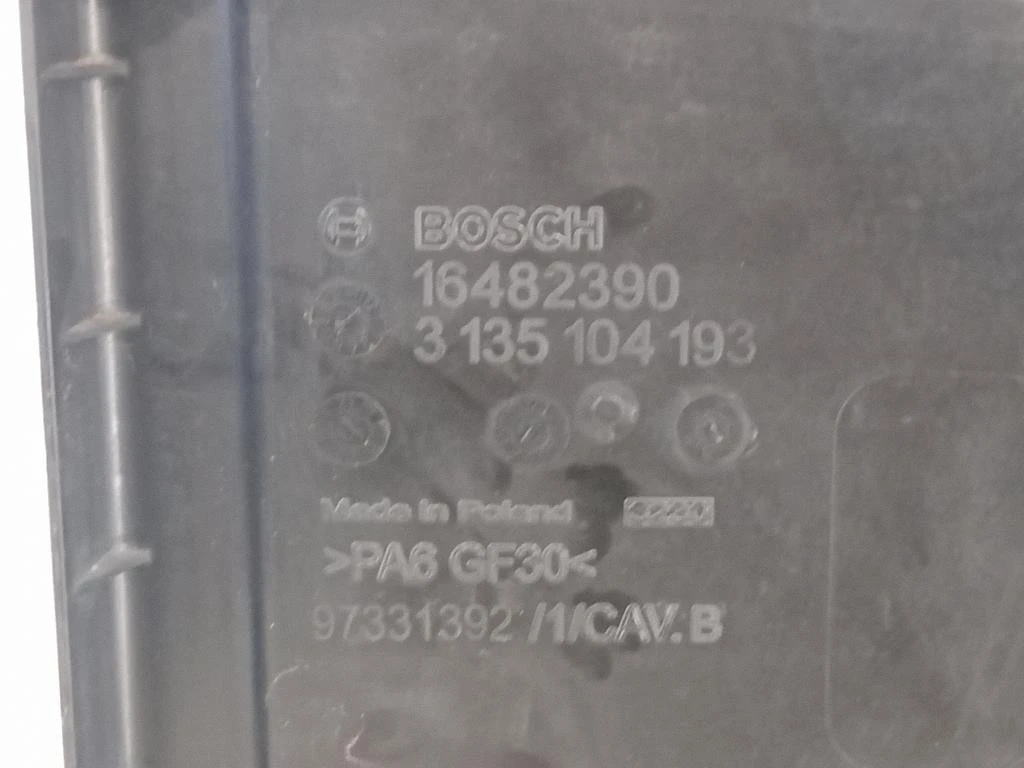 BOSCH
16482390
3 135 104 193
Made in Poland
>PA6 GF30<
97331392 /1/CAV. B